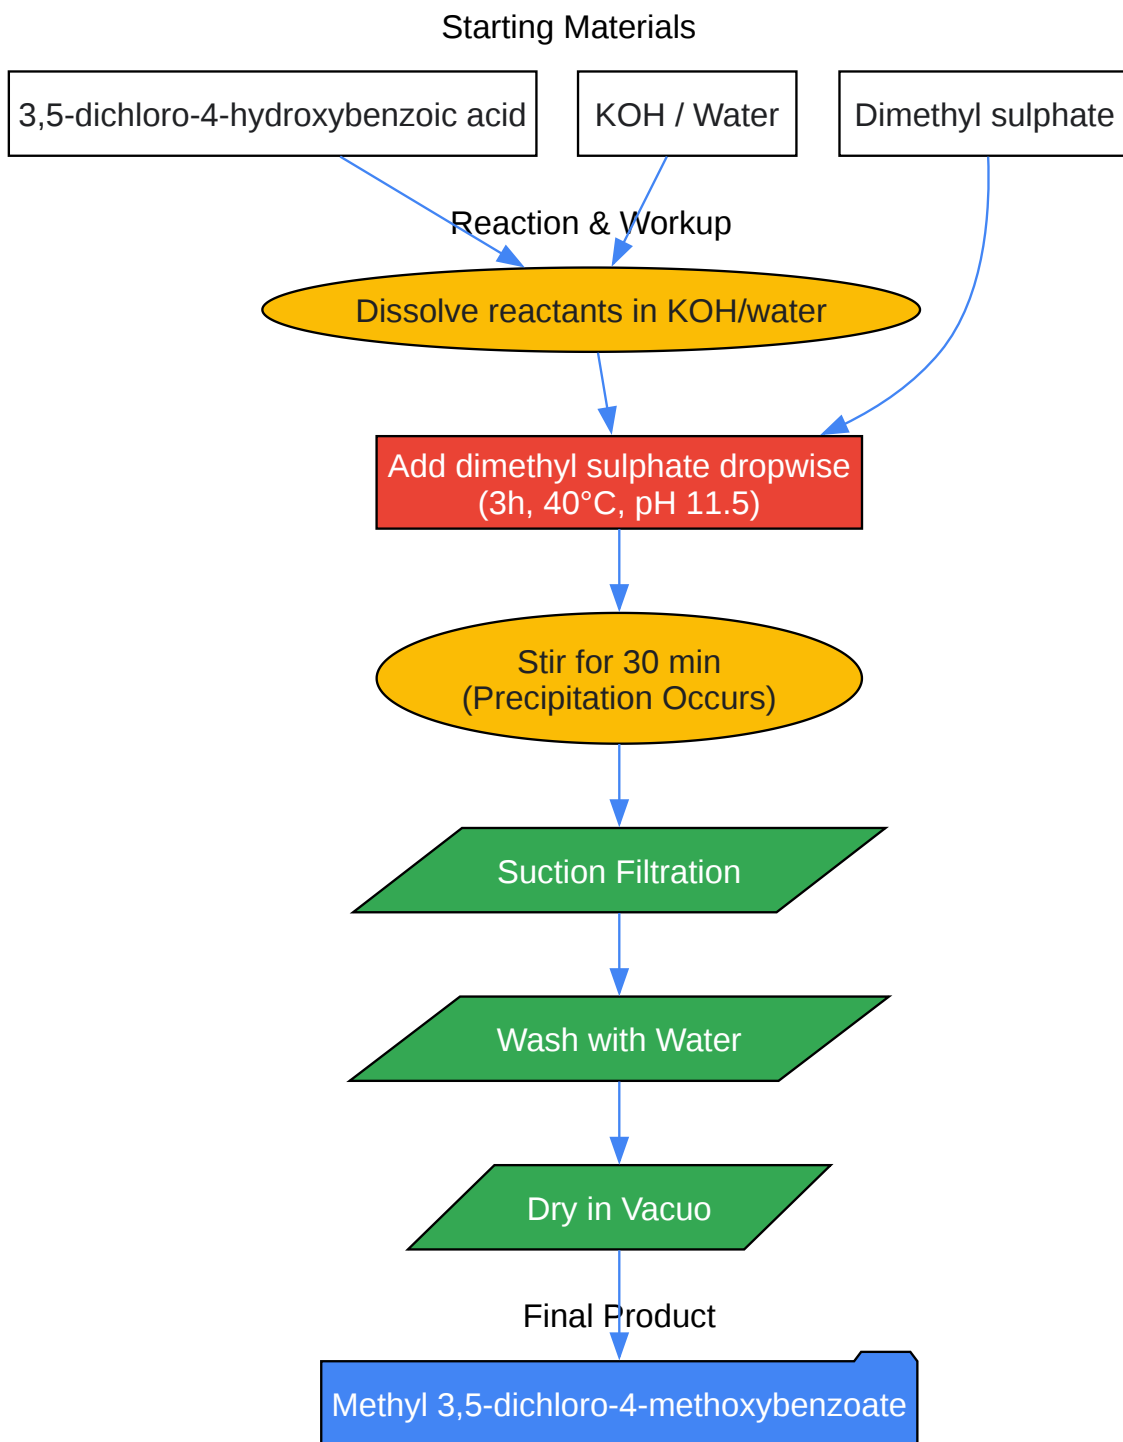 Starting Materials
3,5-dichloro-4-hydroxybenzoic acid
KOH / Water
Dimethyl sulphate
Reaction & Workup
Dissolve reactants in KOH/water
Add dimethyl sulphate dropwise
(3h, 40°C, pH 11.5)
Stir for 30 min
(Precipitation Occurs)
Suction Filtration
Wash with Water
Dry in Vacuo
Final Product
Methyl 3,5-dichloro-4-methoxybenzoate